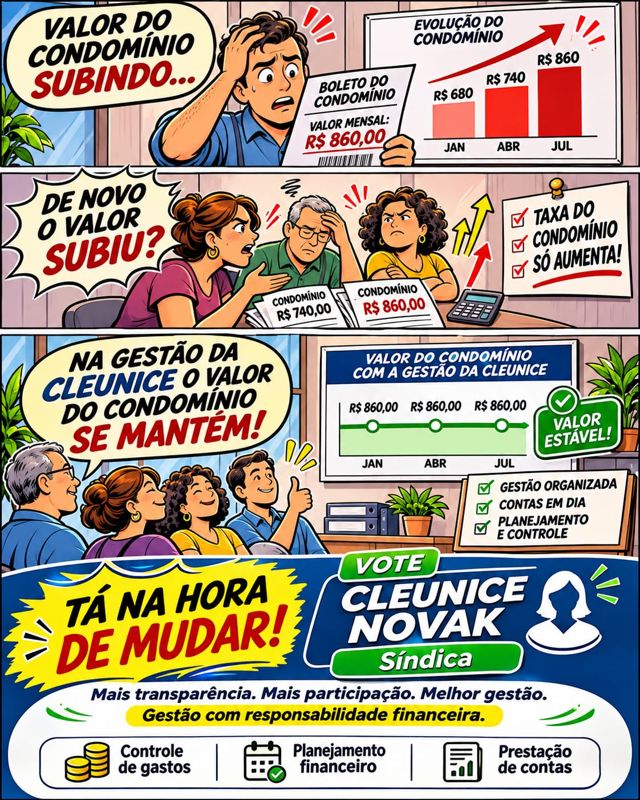 VALOR DO
CONDOMÍNIO
SUBINDO...
BOLETO DO
CONDOMÍNIO
VALOR MENSAL:
R$ 860,00
EVOLUÇÃO DO
CONDOMÍNIO
R$ 680
R$ 740
R$ 860
JAN
ABR
JUL
DE NOVO
O VALOR
SUBIU?
CONDOMÍNIO
R$ 740,00
CONDOMÍNIO
R$ 860,00
TAXA DO
CONDOMÍNIO
SÓ AUMENTA!
NA GESTÃO DA
CLEUNICE O VALOR
DO CONDOMÍNIO
SE MANTÉM!
VALOR DO CONDOMÍNIO
COM A GESTÃO DA CLEUNICE
R$ 860,00
R$ 860,00
R$ 860,00
JAN
ABR
JUL
VALOR
ESTÁVEL!
GESTÃO ORGANIZADA
CONTAS EM DIA
PLANEJAMENTO
E CONTROLE
TÁ NA HORA
DE MUDAR!
VOTE
CLEUNICE
NOVAK
Síndica
Mais transparência. Mais participação. Melhor gestão.
Gestão com responsabilidade financeira.
Controle
de gastos
Planejamento
financeiro
Prestação
de contas